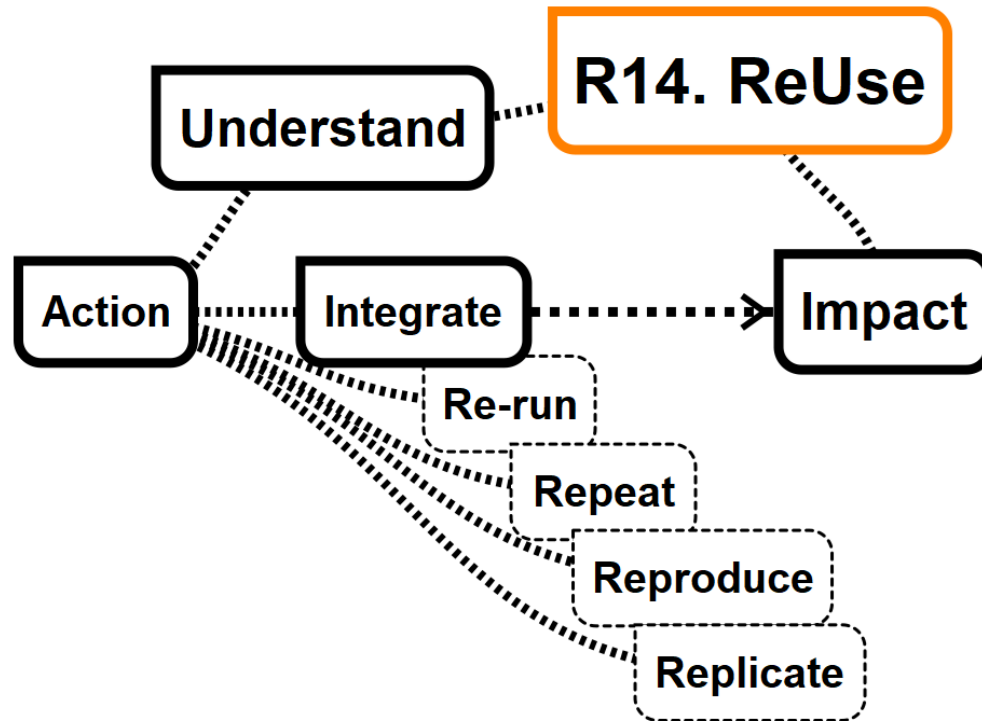 R14. ReUse
Understand
Action
Integrate
Impact
Re-run
Repeat
Reproduce
Replicate